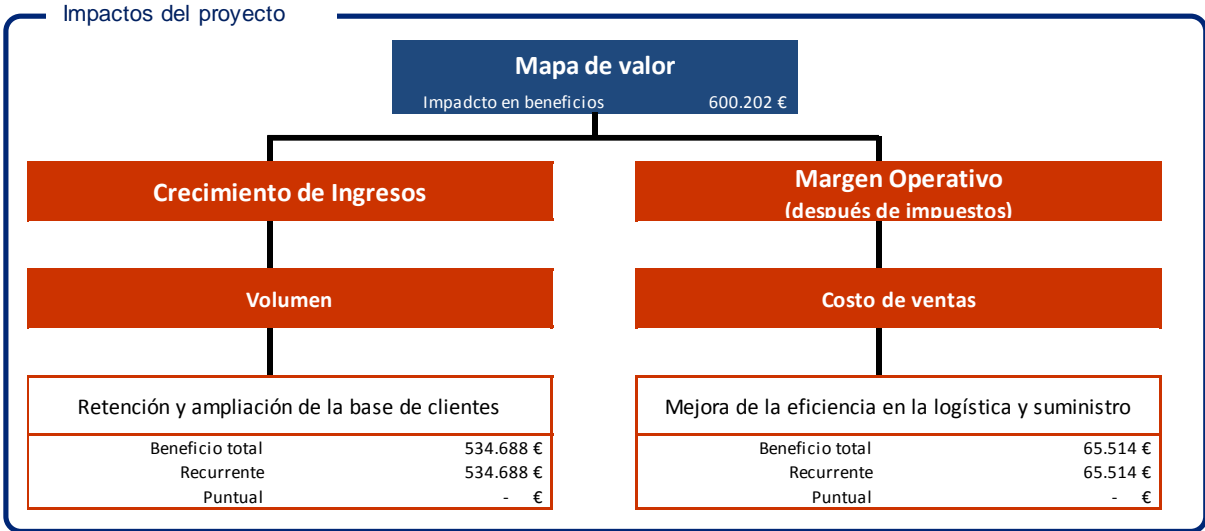 Impactos del proyecto
Mapa de valor
Impadcto en beneficios 600.202 €
Crecimiento de Ingresos
Margen Operativo
(después de impuestos)
Volumen
Costo de ventas
Retención y ampliación de la base de clientes
Beneficio total 534.688 €
Recurrente 534.688 €
Puntual - €
Mejora de la eficiencia en la logística y suministro
Beneficio total 65.514 €
Recurrente 65.514 €
Puntual - €